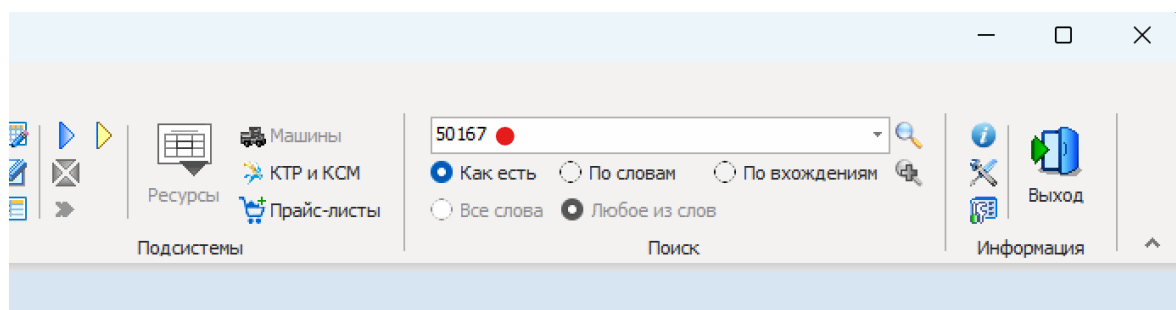 50167
Машины
Как есть
По словам
По вхождениям
КТР и КСМ
Ресурсы
Прайс-листы
Все слова
Любое из слов
Выход
Подсистемы
Поиск
Информация